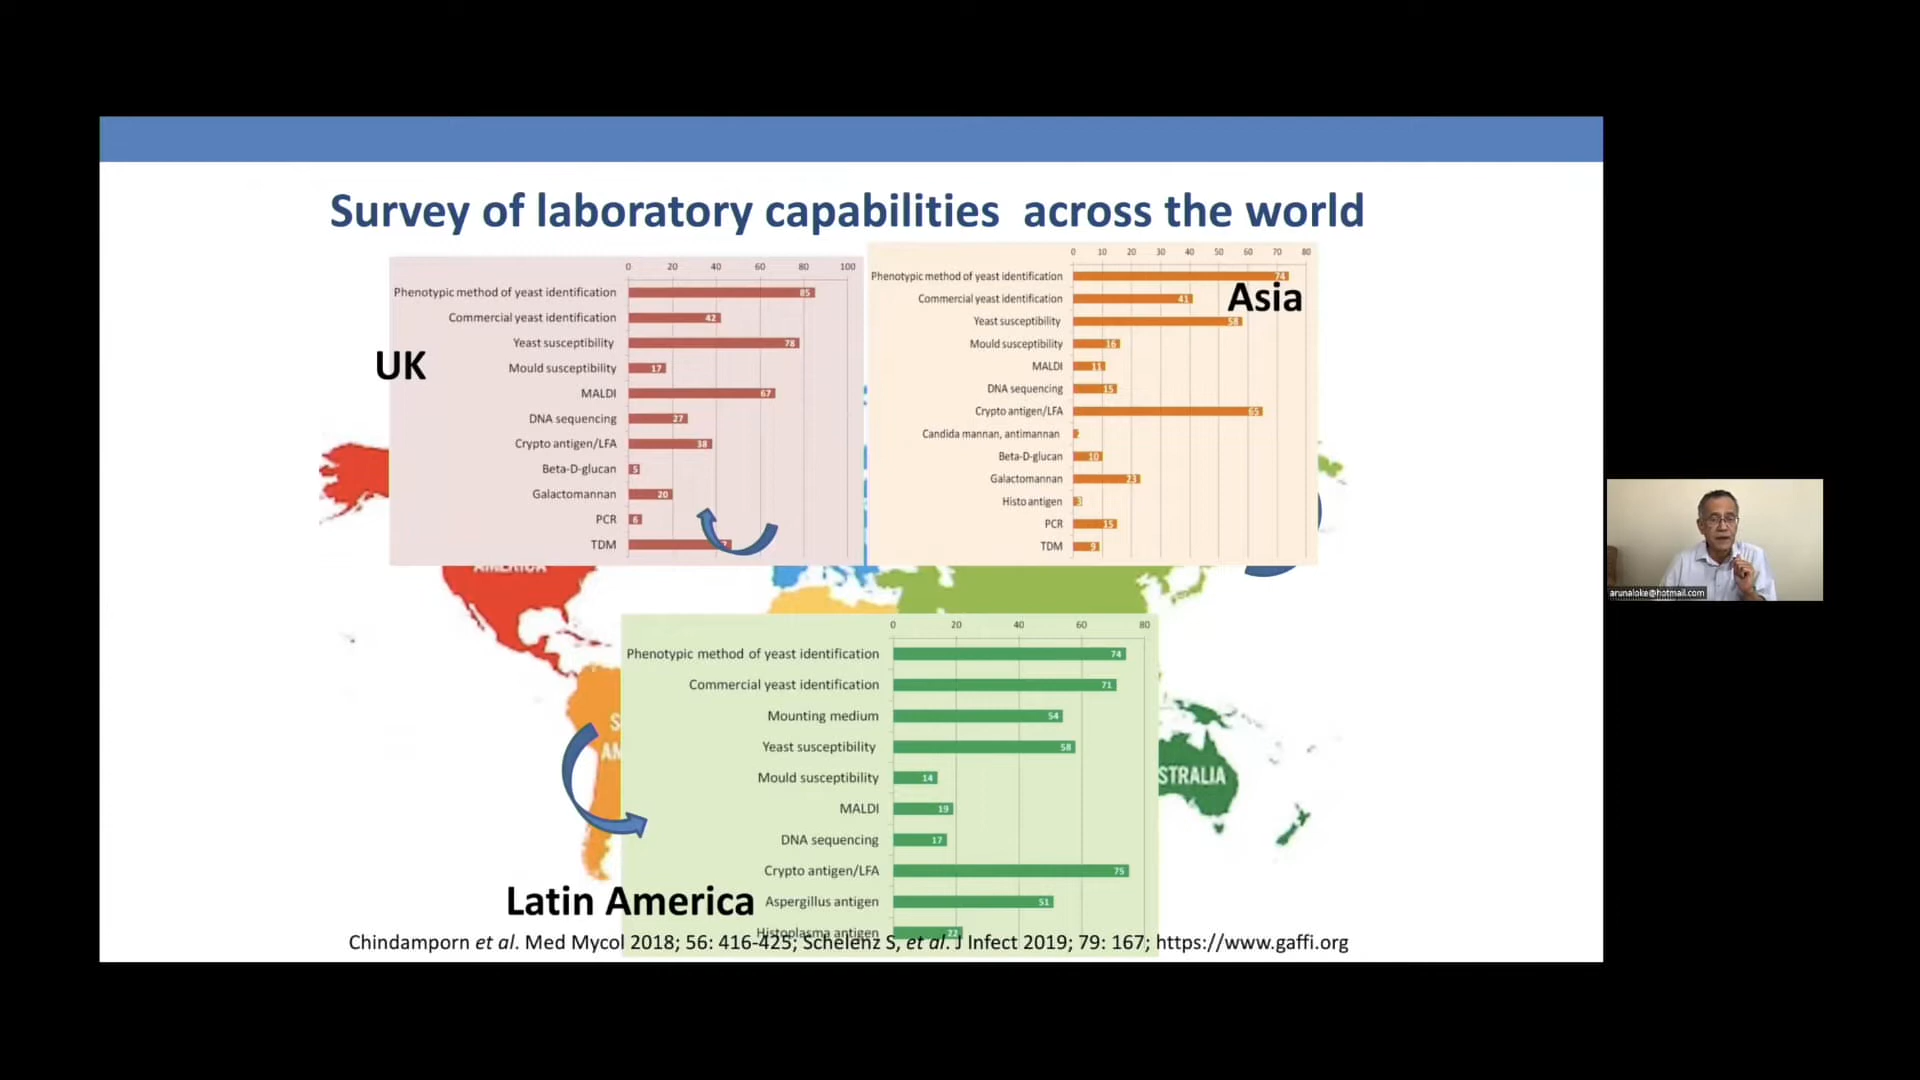 Survey of laboratory capabilities across the world
UK
0 20 40 60 80 100
Phenotypic method of yeast identification 85
Commercial yeast identification 42
Yeast susceptibility 78
Mould susceptibility 17
MALDI 67
DNA sequencing 27
Crypto antigen/LFA 38
Beta-D-glucan 5
Galactomannan 20
PCR 6
TDM
Asia
0 10 20 30 40 50 60 70 80
Phenotypic method of yeast identification 74
Commercial yeast identification 41
Yeast susceptibility 58
Mould susceptibility 16
MALDI 11
DNA sequencing 15
Crypto antigen/LFA 65
Candida mannan, antimannan
Beta-D-glucan 10
Galactomannan 23
Histo antigen 3
PCR 15
TDM 9
AMERICA
STRALIA
S
AM
Latin America
0 20 40 60 80
Phenotypic method of yeast identification 74
Commercial yeast identification 71
Mounting medium 54
Yeast susceptibility 58
Mould susceptibility 14
MALDI 19
DNA sequencing 17
Crypto antigen/LFA 75
Aspergillus antigen 51
Histoplasma antigen 22
Chindamporn et al. Med Mycol 2018; 56: 416-425; Schelenz S, et al. J Infect 2019; 79: 167; https://www.gaffi.org
arunaloke@hotmail.com